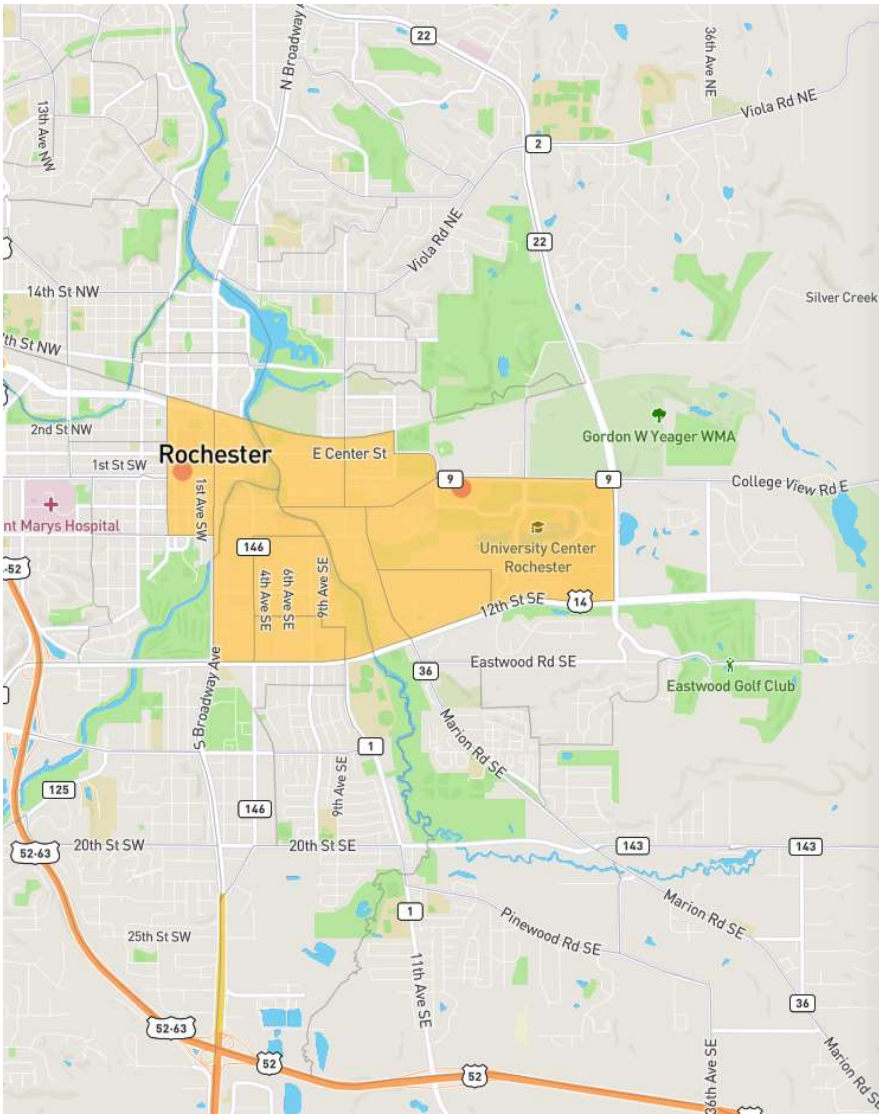 22
36th Ave NE
N Broadway A
13th Ave NW
Viola Rd NE
2
Viola Rd NE
22
14th St NW
Silver Creek
7th St NW
2nd St NW
Gordon W Yeager WMA
Rochester
E Center St
1st St SW
9
9
College View Rd E
1st Ave SW
nt Marys Hospital
University Center
Rochester
146
4th Ave SE
6th Ave SE
9th Ave SE
-52
12th St SE
14
36
Eastwood Rd SE
Eastwood Golf Club
S Broadway Ave
Marion Rd SE
1
9th Ave SE
125
146
52-63
20th St SW
20th St SE
143
143
Marion Rd SE
1
Pinewood Rd SE
25th St SW
11th Ave SE
36
52-63
52
52
Marion Rd SE
36th Ave SE